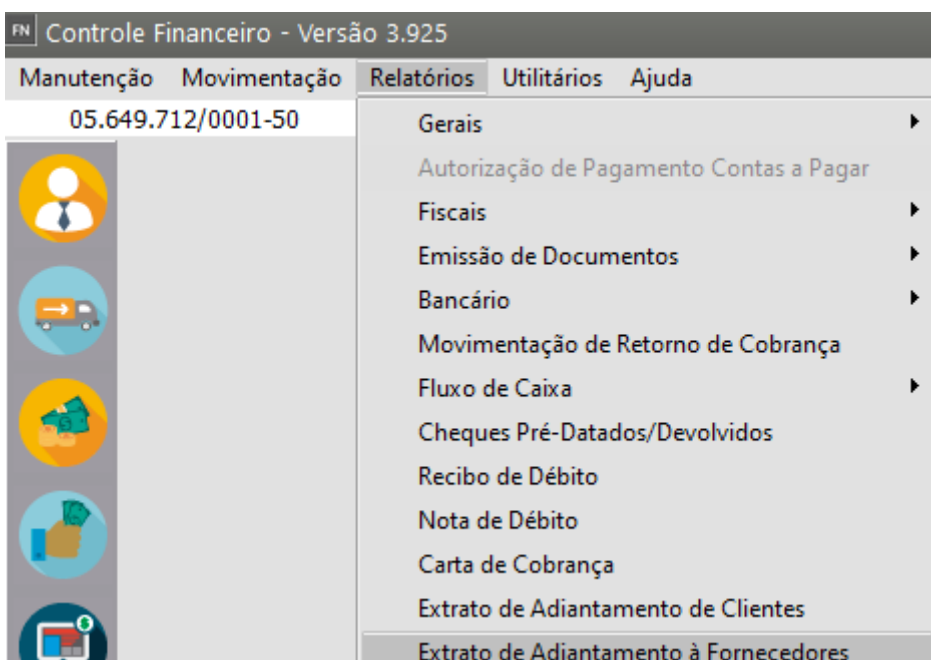 FN Controle Financeiro - Versão 3.925
Manutenção Movimentação Relatórios Utilitários Ajuda
05.649.712/0001-50
Gerais
Autorização de Pagamento Contas a Pagar
Fiscais
Emissão de Documentos
Bancário
Movimentação de Retorno de Cobrança
Fluxo de Caixa
Cheques Pré-Datados/Devolvidos
Recibo de Débito
Nota de Débito
Carta de Cobrança
Extrato de Adiantamento de Clientes
Extrato de Adiantamento à Fornecedores